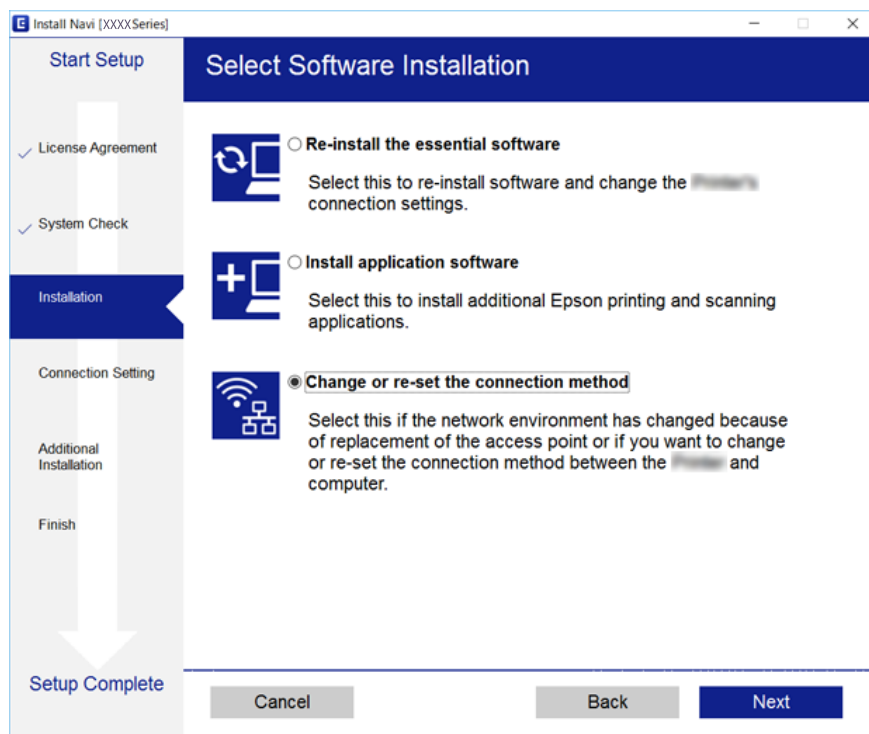 Install Navi [XXXX Series]
Start Setup
License Agreement
System Check
Installation
Connection Setting
Additional
Installation
Finish
Setup Complete
Select Software Installation
Re-install the essential software
Select this to re-install software and change the
connection settings.
Install application software
Select this to install additional Epson printing and scanning
applications.
Change or re-set the connection method
Select this if the network environment has changed because
of replacement of the access point or if you want to change
or re-set the connection method between the and
computer.
Cancel
Back
Next